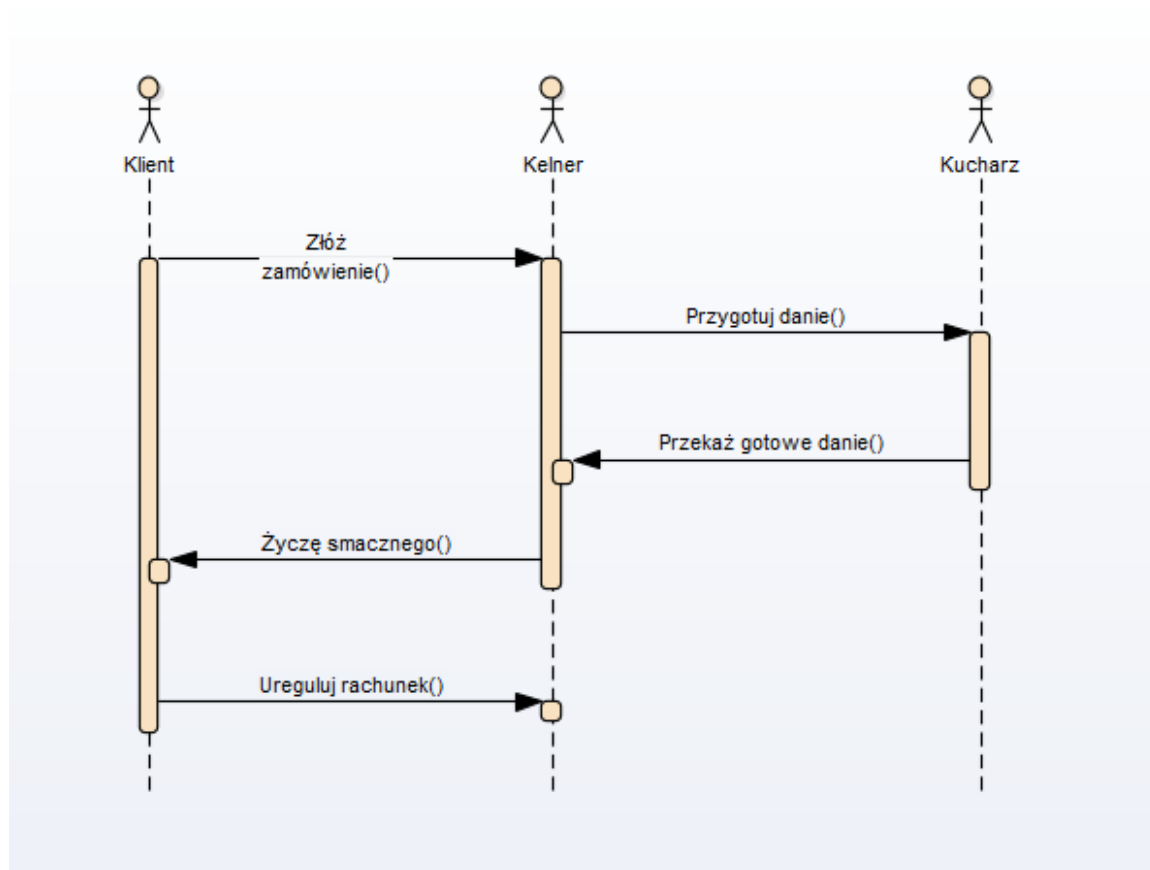 Klient
Kelner
Kucharz
Złóż
zamówienie()
Przygotuj danie()
Przekaż gotowe danie()
Życzę smacznego()
Ureguluj rachunek()